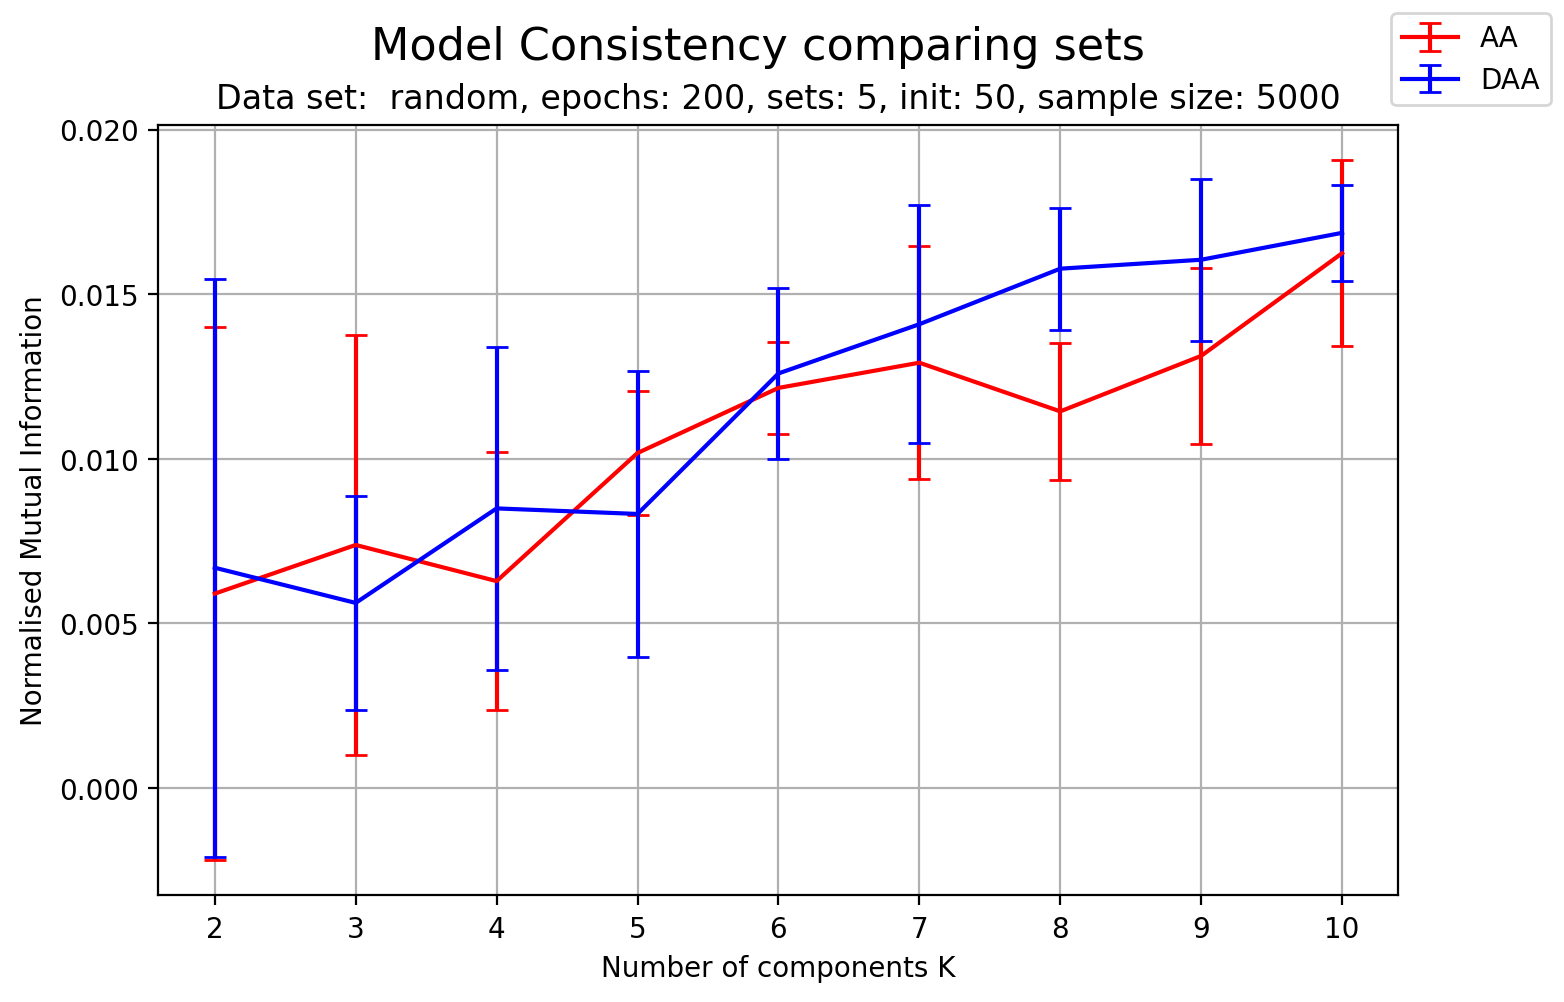 Model Consistency comparing sets
Data set:  random, epochs: 200, sets: 5, init: 50, sample size: 5000
AA
DAA
Normalised Mutual Information
0.020
0.015
0.010
0.005
0.000
2 3 4 5 6 7 8 9 10
Number of components K